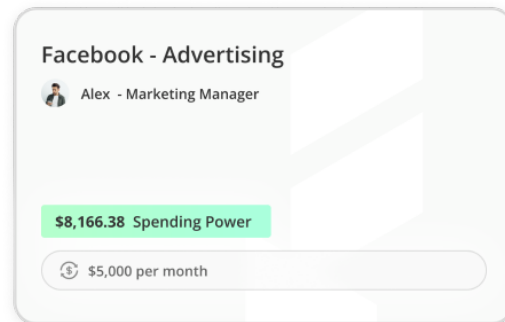 Facebook - Advertising
Alex - Marketing Manager
$8,166.38 Spending Power
$5,000 per month